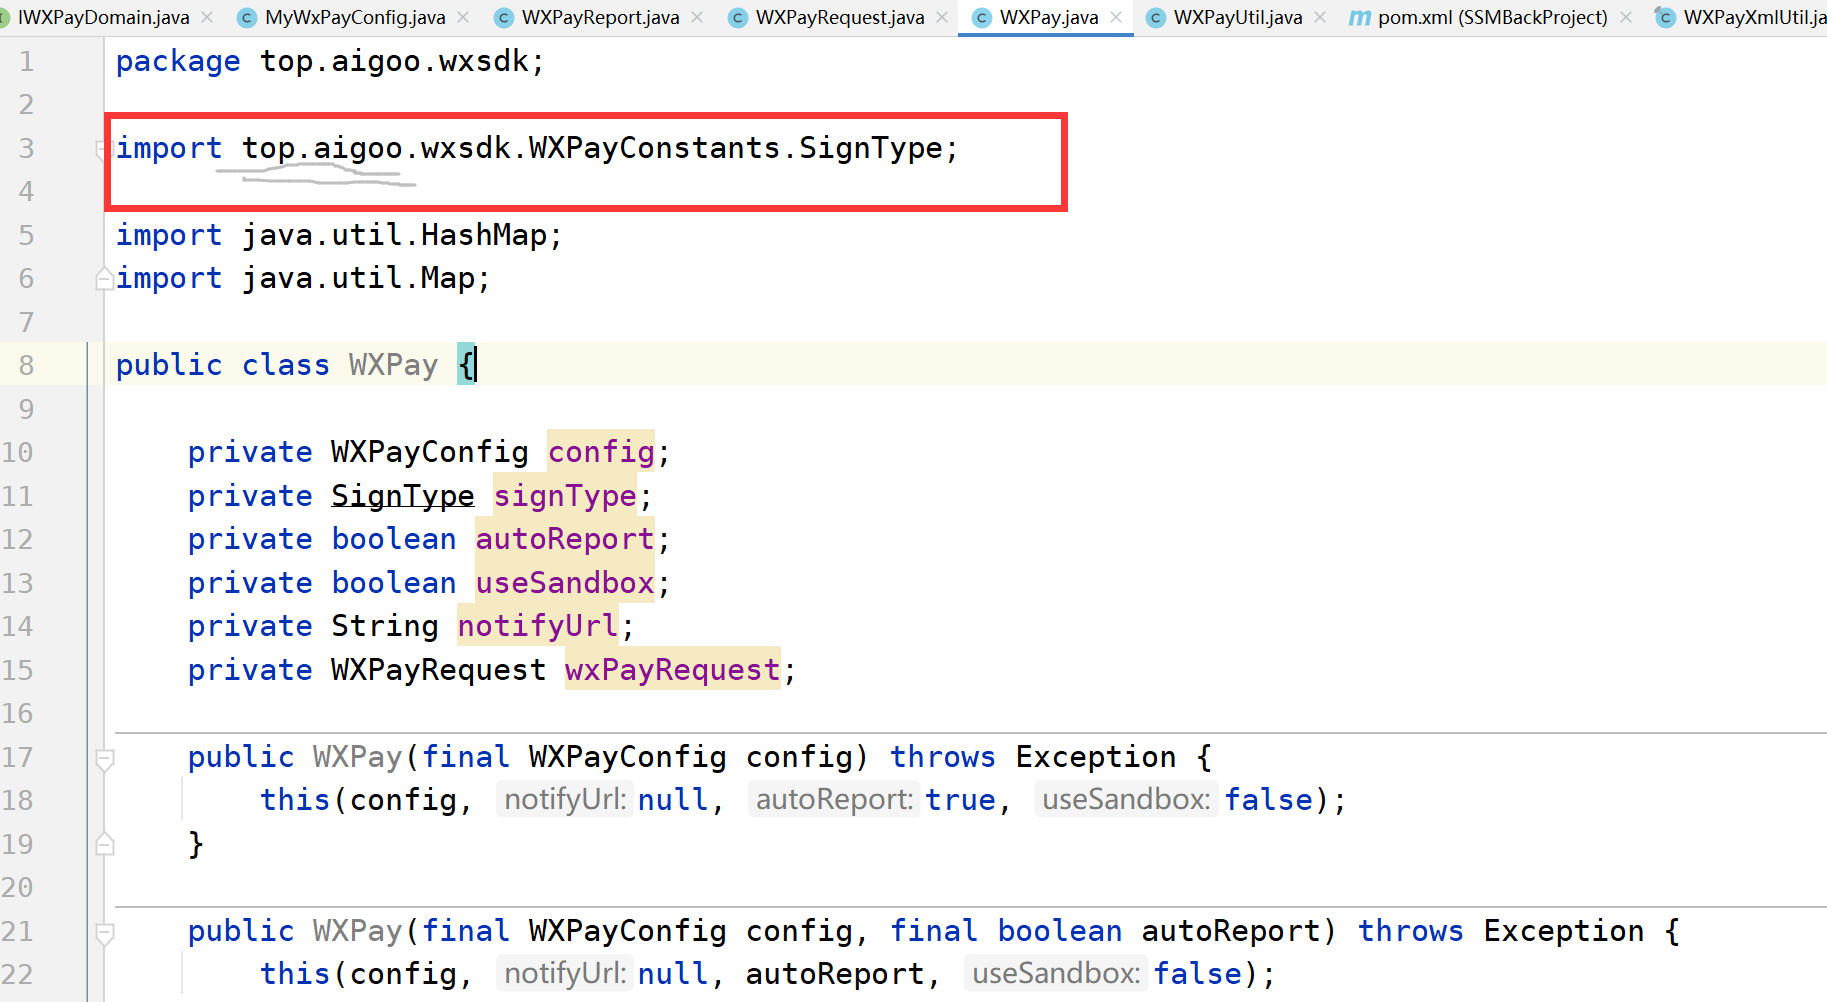 IWXPayDomain.java × MyWxPayConfig.java × WXPayReport.java × WXPayRequest.java × WXPay.java × WXPayUtil.java × pom.xml (SSMBackProject) × WXPayXmlUtil.ja
1 package top.aigoo.wxsdk;
2
3 import top.aigoo.wxsdk.WXPayConstants.SignType;
4
5 import java.util.HashMap;
6 import java.util.Map;
7
8 public class WXPay {
9
10 private WXPayConfig config;
11 private SignType signType;
12 private boolean autoReport;
13 private boolean useSandbox;
14 private String notifyUrl;
15 private WXPayRequest wxPayRequest;
16
17 public WXPay(final WXPayConfig config) throws Exception {
18 this(config, notifyUrl: null, autoReport: true, useSandbox: false);
19 }
20
21 public WXPay(final WXPayConfig config, final boolean autoReport) throws Exception {
22 this(config, notifyUrl: null, autoReport, useSandbox: false);